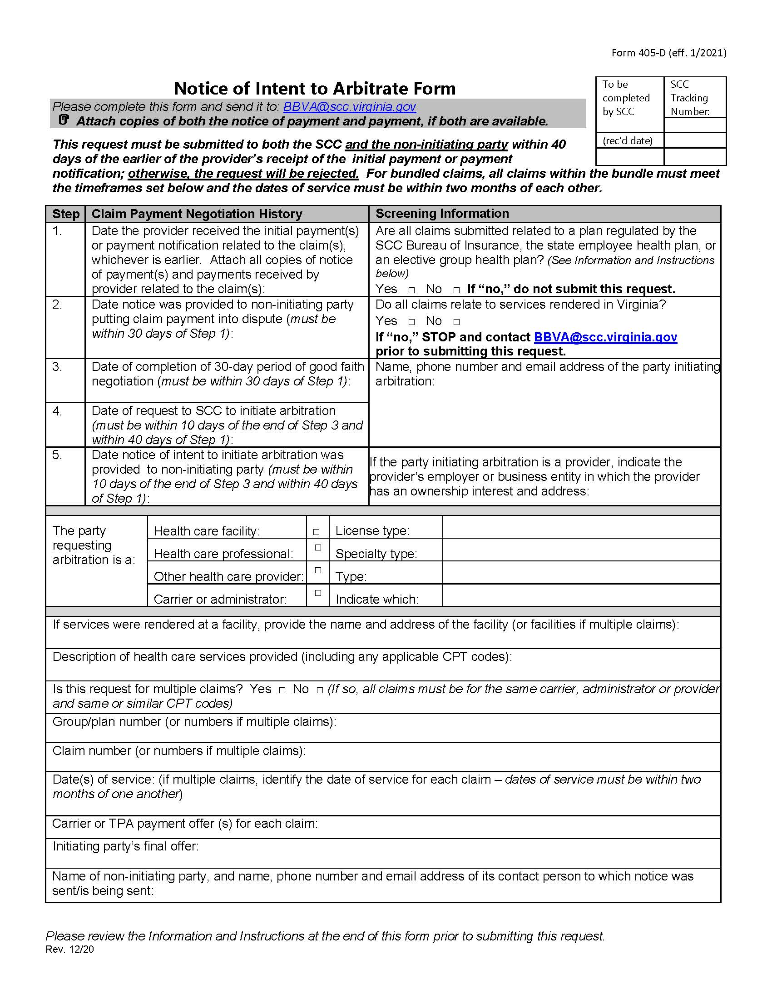 Form 405-D (eff. 1/2021)
Notice of Intent to Arbitrate Form
Please complete this form and send it to: BBVA@scc.virginia.gov
Attach copies of both the notice of payment and payment, if both are available.
To be
completed
by SCC
SCC
Tracking
Number:
(rec’d date)
This request must be submitted to both the SCC and the non-initiating party within 40
days of the earlier of the provider’s receipt of the initial payment or payment
notification; otherwise, the request will be rejected. For bundled claims, all claims within the bundle must meet
the timeframes set below and the dates of service must be within two months of each other.
Step
Claim Payment Negotiation History
Screening Information
1.
Date the provider received the initial payment(s)
or payment notification related to the claim(s),
whichever is earlier. Attach all copies of notice
of payment(s) and payments received by
provider related to the claim(s):
Are all claims submitted related to a plan regulated by the
SCC Bureau of Insurance, the state employee health plan, or
an elective group health plan? (See Information and Instructions
below)
Yes □ No □ If “no,” do not submit this request.
2.
Date notice was provided to non-initiating party
putting claim payment into dispute (must be
within 30 days of Step 1):
Do all claims relate to services rendered in Virginia?
Yes □ No □
If “no,” STOP and contact BBVA@scc.virginia.gov
prior to submitting this request.
3.
Date of completion of 30-day period of good faith
negotiation (must be within 30 days of Step 1):
Name, phone number and email address of the party initiating
arbitration:
4.
Date of request to SCC to initiate arbitration
(must be within 10 days of the end of Step 3 and
within 40 days of Step 1):
5.
Date notice of intent to initiate arbitration was
provided to non-initiating party (must be within
10 days of the end of Step 3 and within 40 days
of Step 1):
If the party initiating arbitration is a provider, indicate the
provider’s employer or business entity in which the provider
has an ownership interest and address:
The party
requesting
arbitration is a:
Health care facility: □ License type:
Health care professional: □ Specialty type:
Other health care provider: □ Type:
Carrier or administrator: □ Indicate which:
If services were rendered at a facility, provide the name and address of the facility (or facilities if multiple claims):
Description of health care services provided (including any applicable CPT codes):
Is this request for multiple claims? Yes □ No □ (If so, all claims must be for the same carrier, administrator or provider
and same or similar CPT codes)
Group/plan number (or numbers if multiple claims):
Claim number (or numbers if multiple claims):
Date(s) of service: (if multiple claims, identify the date of service for each claim – dates of service must be within two
months of one another)
Carrier or TPA payment offer (s) for each claim:
Initiating party’s final offer:
Name of non-initiating party, and name, phone number and email address of its contact person to which notice was
sent/is being sent:
Please review the Information and Instructions at the end of this form prior to submitting this request.
Rev. 12/20